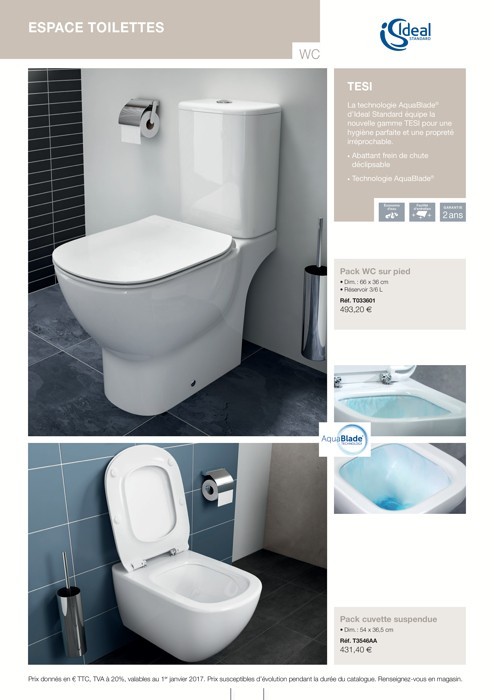 ESPACE TOILETTES
Ideal
STANDARD
WC
TESI
La technologie AquaBlade®
d'Ideal Standard équipe la
nouvelle gamme TESI pour une
hygiène parfaite et une propreté
irréprochable.
• Abattant frein de chute
déclipsable
• Technologie AquaBlade®
GARANTIE
2 ans
Pack WC sur pied
• Dim. : 66 x 36 cm
• Réservoir 3/6 L
Réf. T033601
493,20 €
AquaBlade®
TECHNOLOGY
Pack cuvette suspendue
• Dim. : 54 x 36,5 cm
Réf. T3546AA
431,40 €
Prix donnés en € TTC, TVA à 20%, valables au 1er janvier 2017. Prix susceptibles d'évolution pendant la durée du catalogue. Renseignez-vous en magasin.